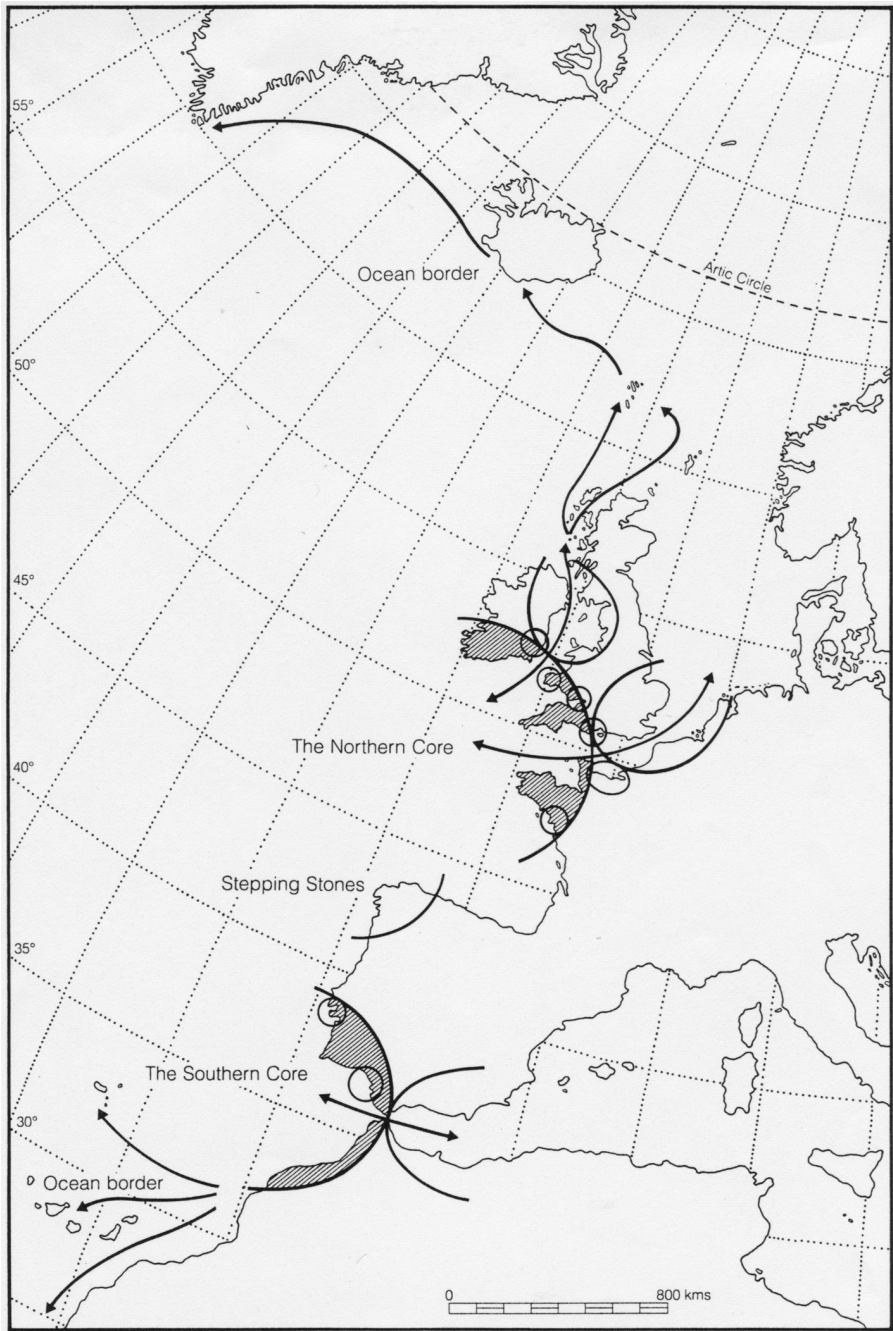 55°
Ocean border
Artic Circle
50°
45°
The Northern Core
40°
Stepping Stones
35°
The Southern Core
30°
Ocean border
0 800 kms